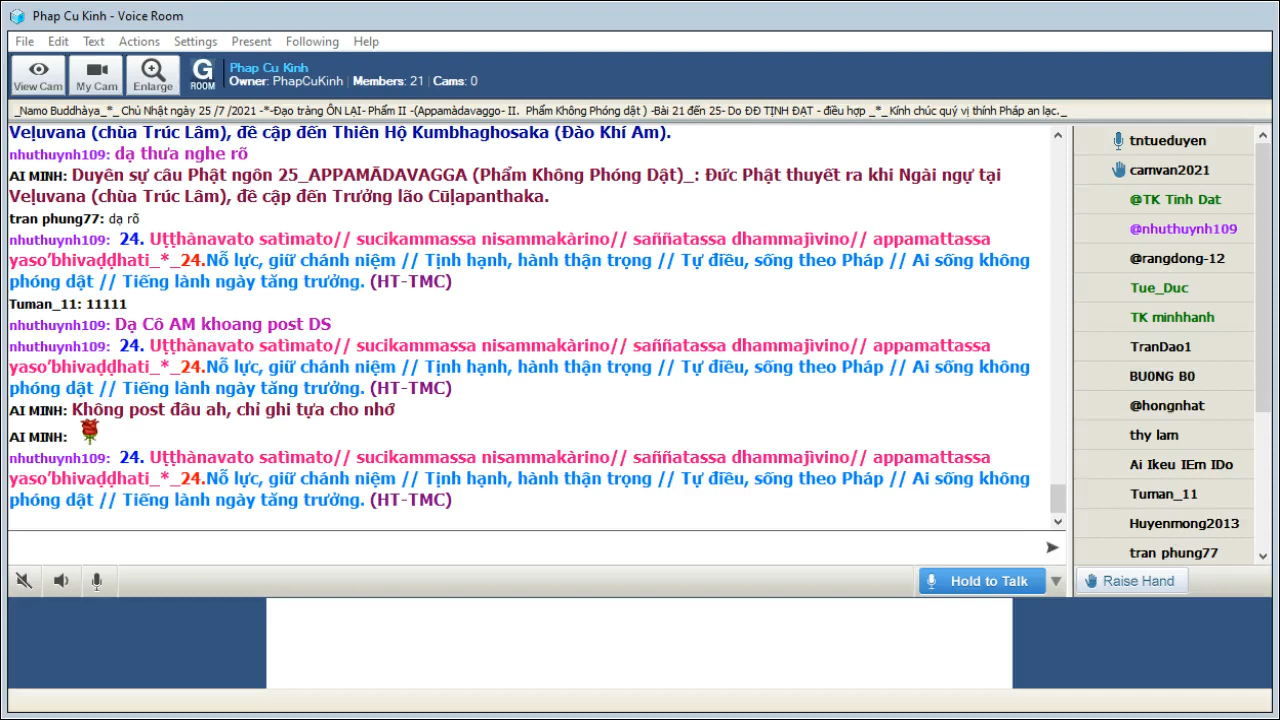 Phap Cu Kinh - Voice Room
File Edit Text Actions Settings Present Following Help
View Cam My Cam Enlarge G ROOM
Phap Cu Kinh
Owner: PhapCuKinh | Members: 21 | Cams: 0
_Namo Buddhàya_*_ Chủ Nhật ngày 25 /7 /2021 -*-Đạo tràng ÔN LẠI- Phẩm II -(Appamàdavaggo- II. Phẩm Không Phóng dật ) -Bài 21 đến 25- Do ĐĐ TỊNH ĐẠT - điều hợp _*_ Kính chúc quý vị thính Pháp an lạc._
Veḷuvana (chùa Trúc Lâm), đề cập đến Thiên Hộ Kumbhaghosaka (Đào Khí Am).
nhuthuynh109: dạ thưa nghe rõ
AI MINH: Duyên sự câu Phật ngôn 25_APPAMĀDAVAGGA (Phẩm Không Phóng Dật)_: Đức Phật thuyết ra khi Ngài ngự tại
Veḷuvana (chùa Trúc Lâm), đề cập đến Trưởng lão Cūḷapanthaka.
tran phung77: dạ rõ
nhuthuynh109: 24. Uṭṭhànavato satìmato// sucikammassa nisammakàrino// saññatassa dhammajìvino// appamattassa
yaso’bhivaḍḍhati_*_24.Nỗ lực, giữ chánh niệm // Tịnh hạnh, hành thận trọng // Tự điều, sống theo Pháp // Ai sống không
phóng dật // Tiếng lành ngày tăng trưởng. (HT-TMC)
Tuman_11: 11111
nhuthuynh109: Dạ Cô AM khoang post DS
nhuthuynh109: 24. Uṭṭhànavato satìmato// sucikammassa nisammakàrino// saññatassa dhammajìvino// appamattassa
yaso’bhivaḍḍhati_*_24.Nỗ lực, giữ chánh niệm // Tịnh hạnh, hành thận trọng // Tự điều, sống theo Pháp // Ai sống không
phóng dật // Tiếng lành ngày tăng trưởng. (HT-TMC)
AI MINH: Không post đâu ah, chỉ ghi tựa cho nhớ
AI MINH:
nhuthuynh109: 24. Uṭṭhànavato satìmato// sucikammassa nisammakàrino// saññatassa dhammajìvino// appamattassa
yaso’bhivaḍḍhati_*_24.Nỗ lực, giữ chánh niệm // Tịnh hạnh, hành thận trọng // Tự điều, sống theo Pháp // Ai sống không
phóng dật // Tiếng lành ngày tăng trưởng. (HT-TMC)
tntueduyen
camvan2021
@TK Tinh Dat
@nhuthuynh109
@rangdong-12
Tue_Duc
TK minhhanh
TranDao1
BU0NG B0
@hongnhat
thy lam
Ai Ikeu IEm IDo
Tuman_11
Huyenmong2013
tran phung77
Hold to Talk
Raise Hand